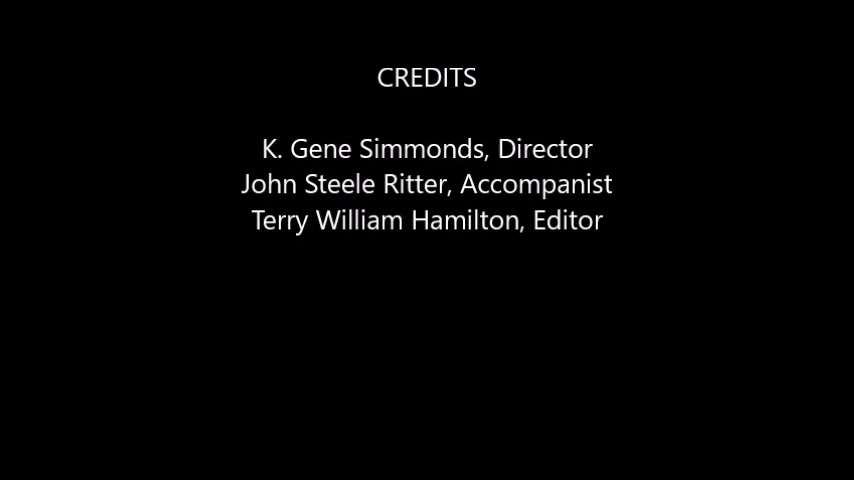 CREDITS
K. Gene Simmonds, Director
John Steele Ritter, Accompanist
Terry William Hamilton, Editor